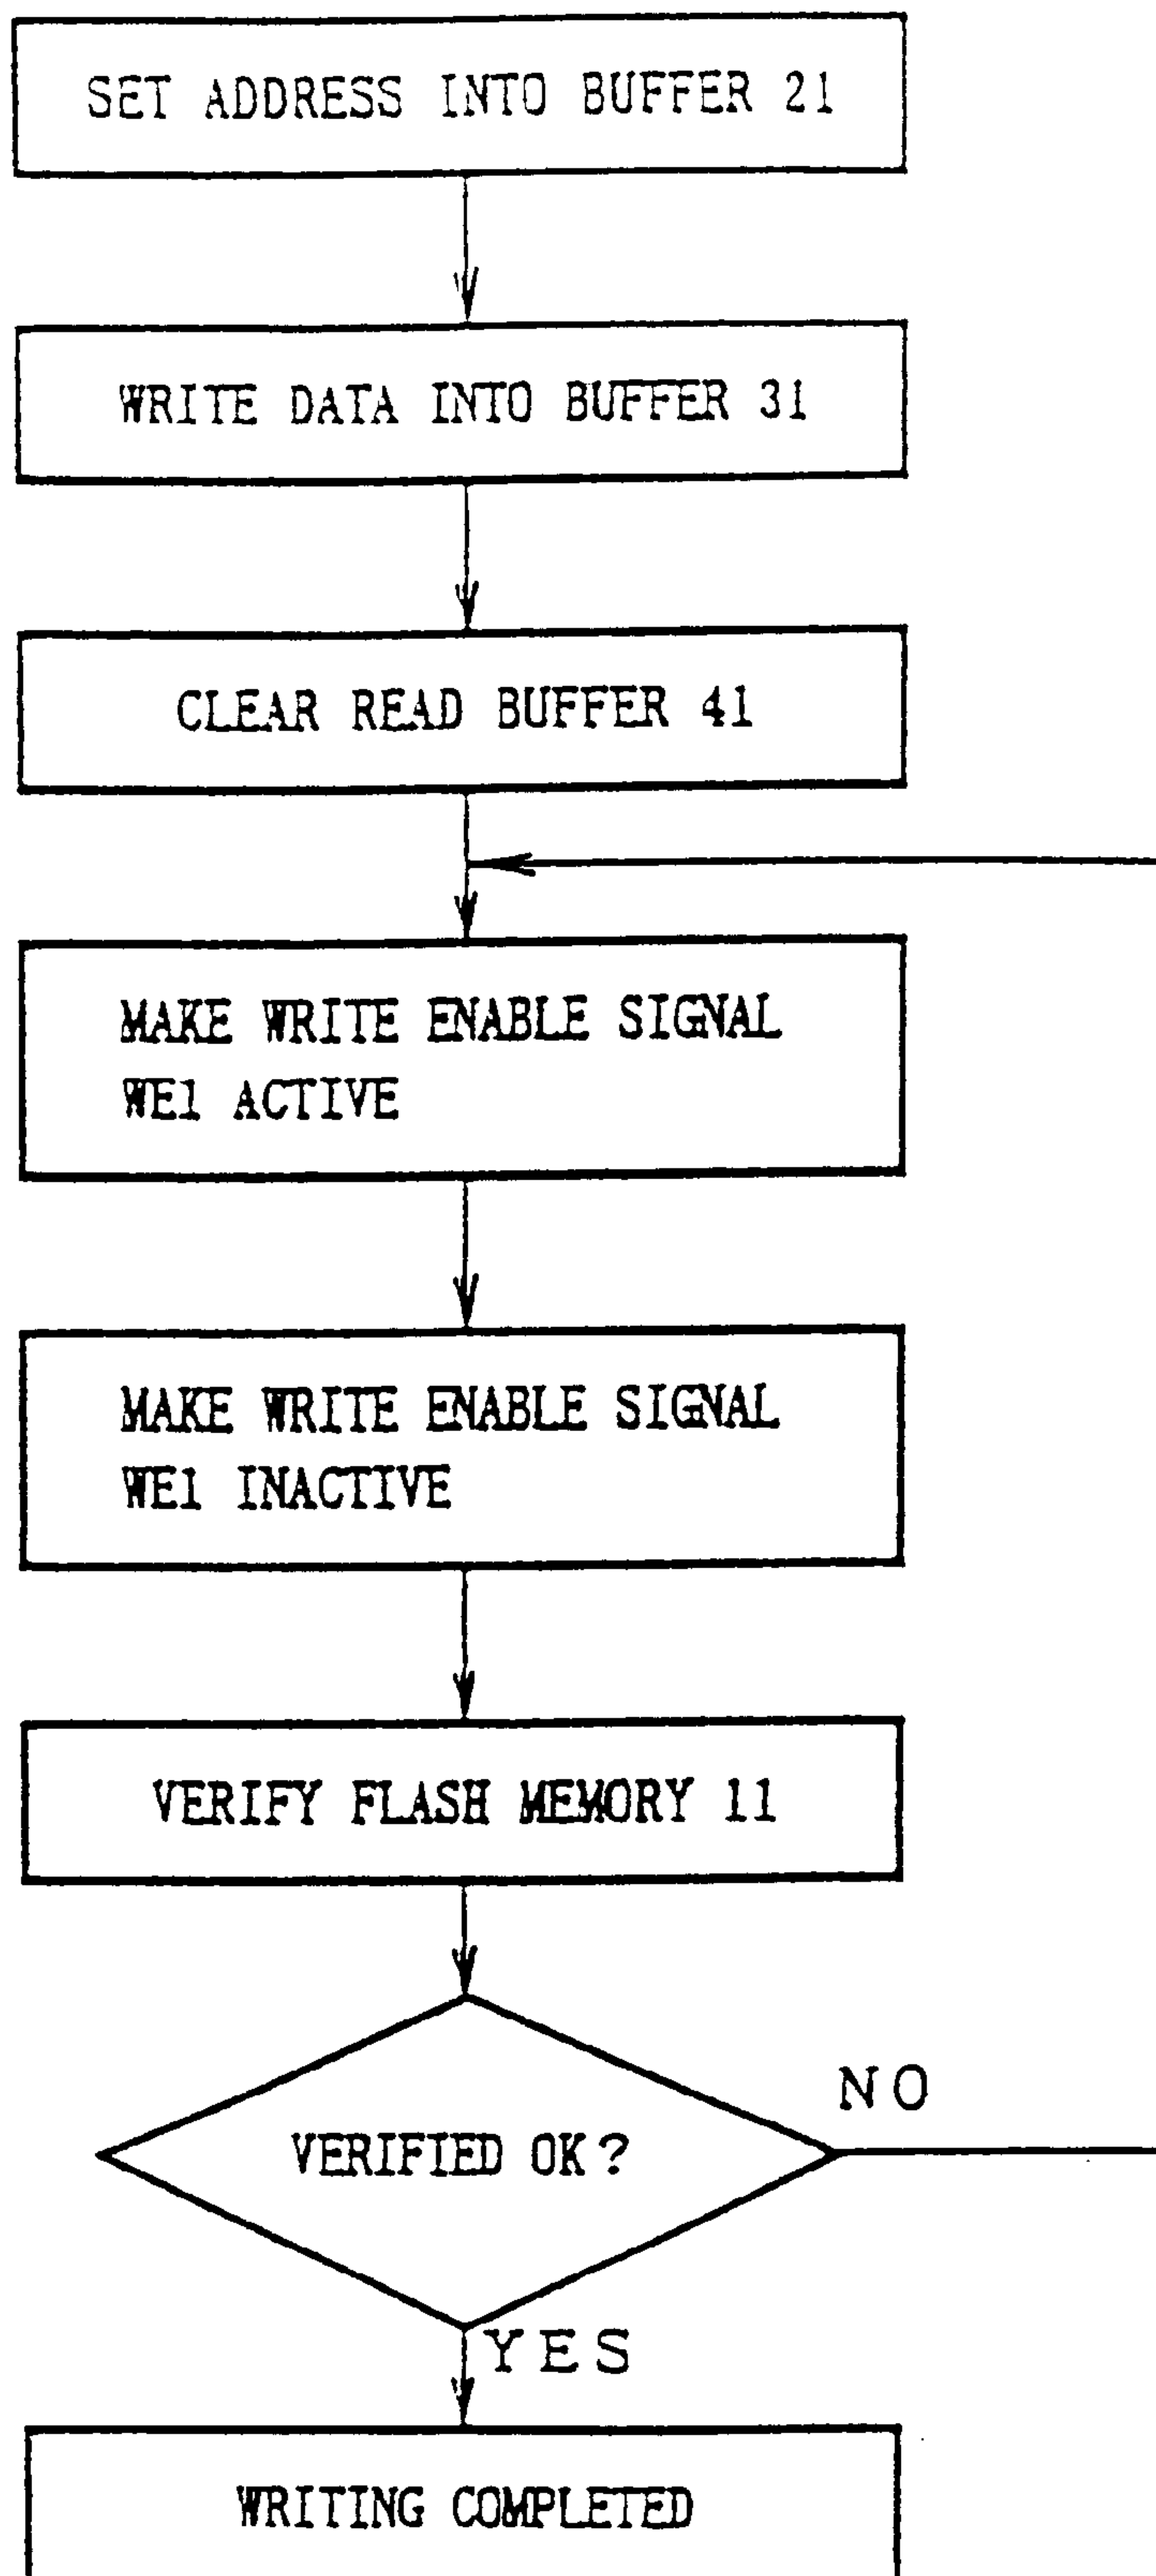 SET ADDRESS INTO BUFFER 21
WRITE DATA INTO BUFFER 31
CLEAR READ BUFFER 41
MAKE WRITE ENABLE SIGNAL
WE1 ACTIVE
MAKE WRITE ENABLE SIGNAL
WE1 INACTIVE
VERIFY FLASH MEMORY 11
NO
VERIFIED OK?
YES
WRITING COMPLETED